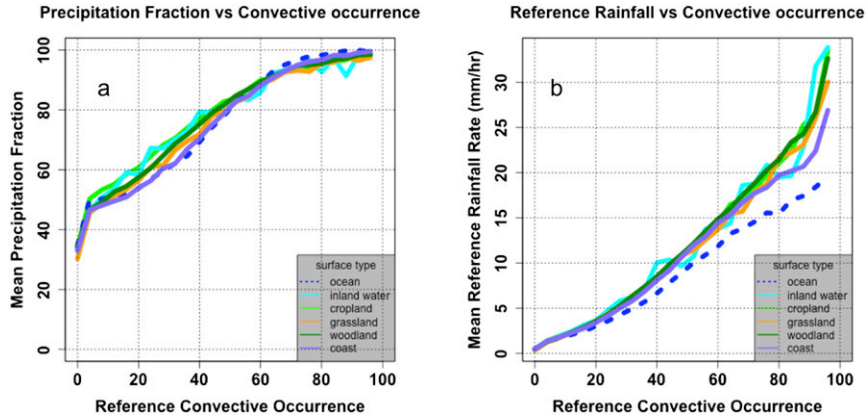 Precipitation Fraction vs Convective occurrence
Mean Precipitation Fraction
100
80
60
40
20
0
a
surface type
ocean
inland water
cropland
grassland
woodland
coast
0 20 40 60 80 100
Reference Convective Occurrence
Reference Rainfall vs Convective occurrence
Mean Reference Rainfall Rate (mm/hr)
30
25
20
15
10
5
0
b
surface type
ocean
inland water
cropland
grassland
woodland
coast
0 20 40 60 80 100
Reference Convective Occurrence